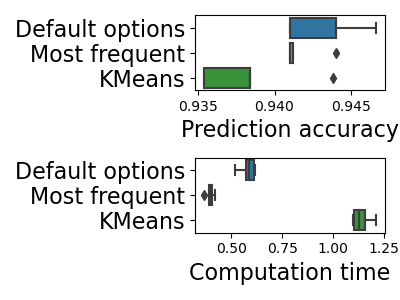 Default options
Most frequent
KMeans
0.935 0.940 0.945
Prediction accuracy
Default options
Most frequent
KMeans
0.50 0.75 1.00 1.25
Computation time